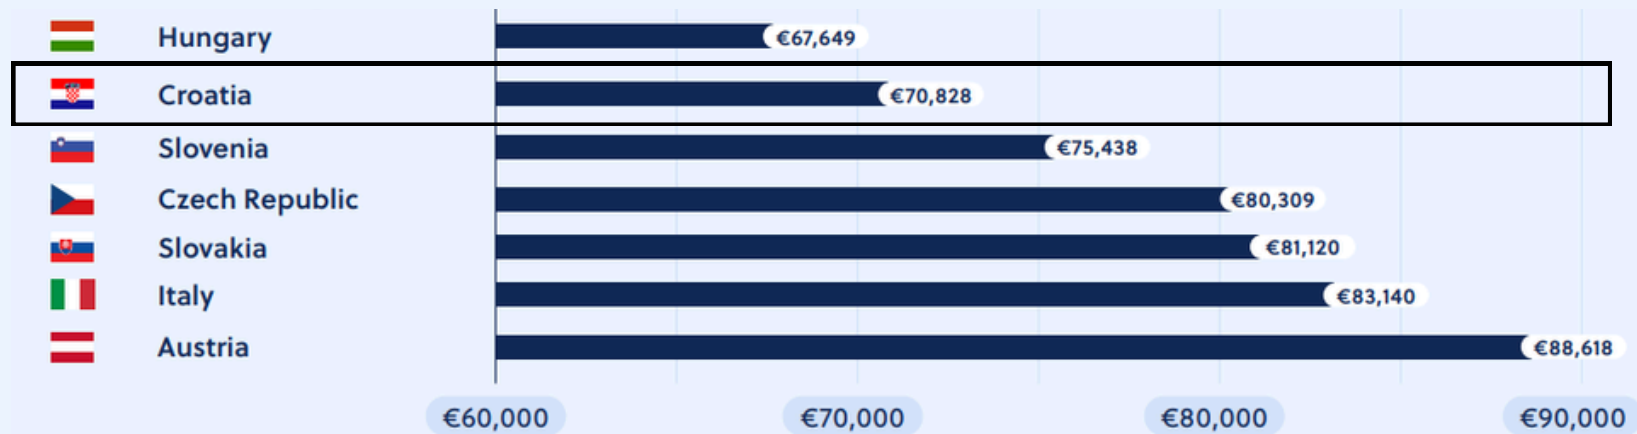 Hungary €67,649
Croatia €70,828
Slovenia €75,438
Czech Republic €80,309
Slovakia €81,120
Italy €83,140
Austria €88,618
€60,000 €70,000 €80,000 €90,000